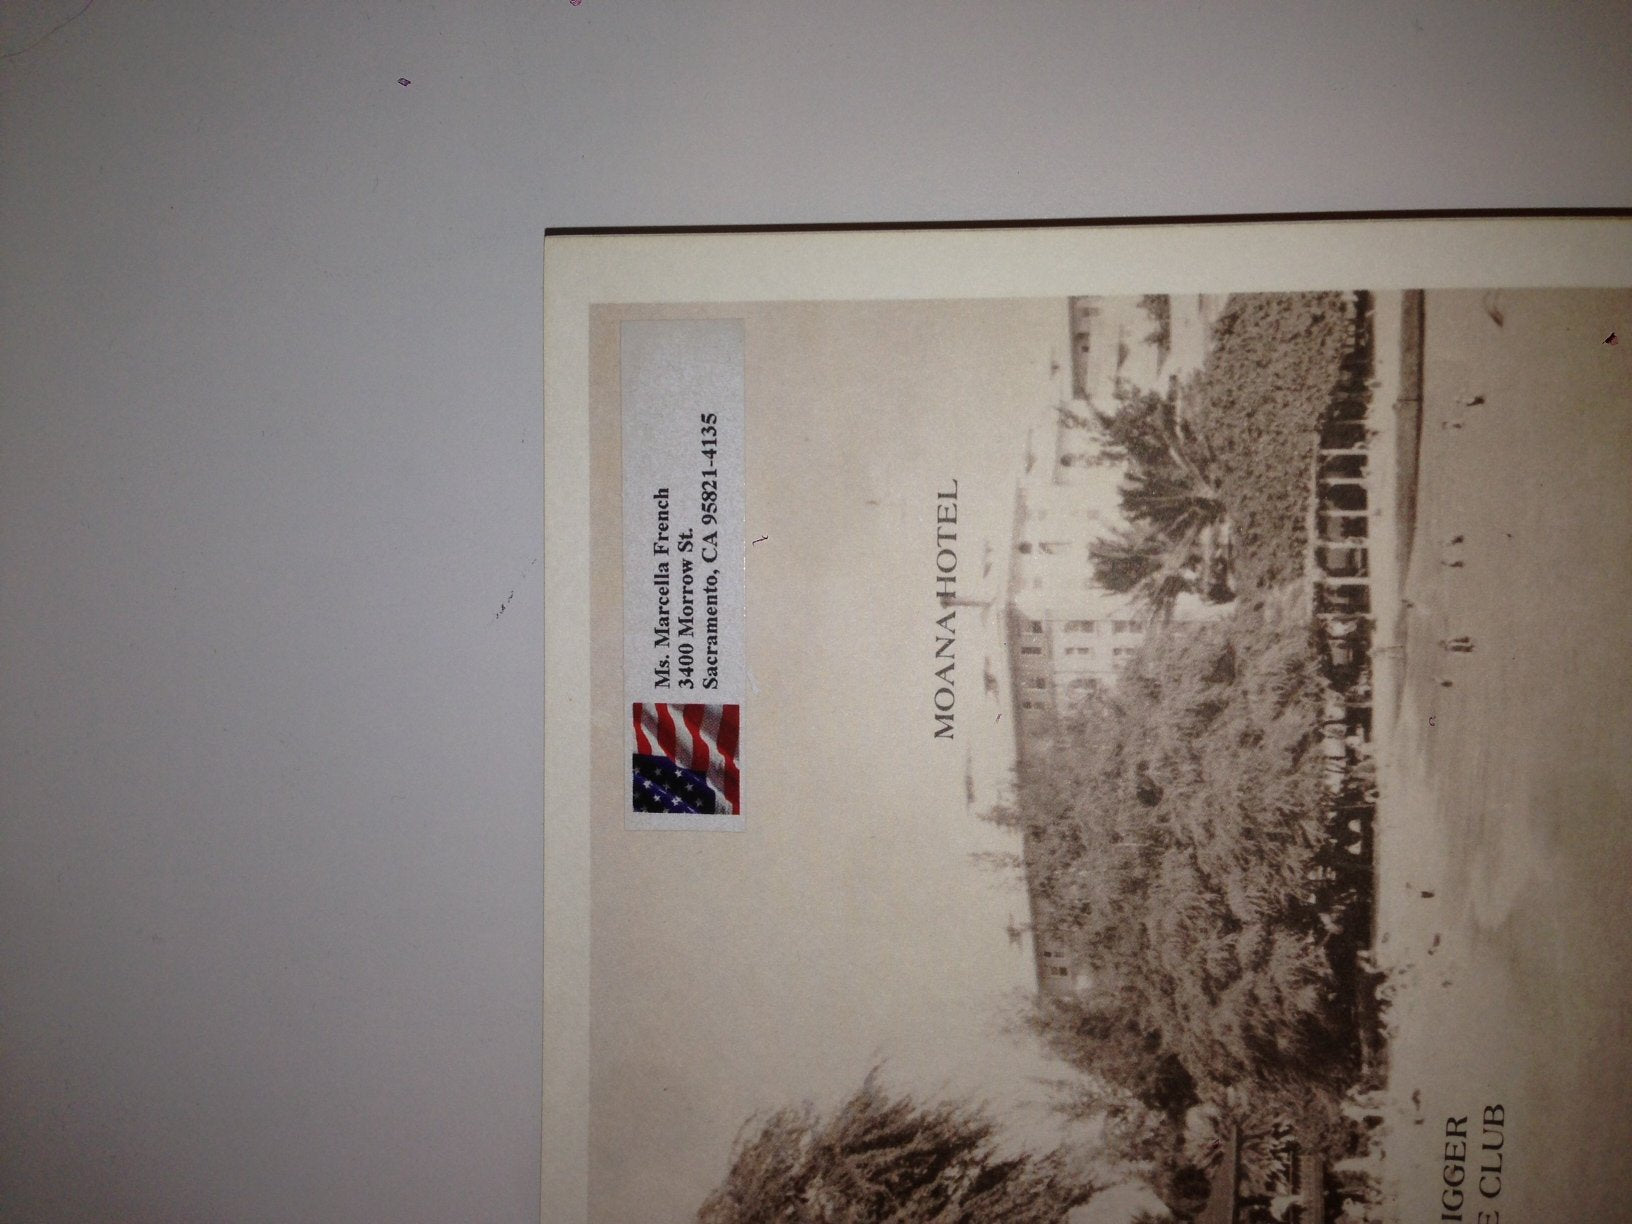 Ms. Marcella French
3400 Morrow St.
Sacramento, CA 95821-4135
MOANA HOTEL
IGGER
E CLUB